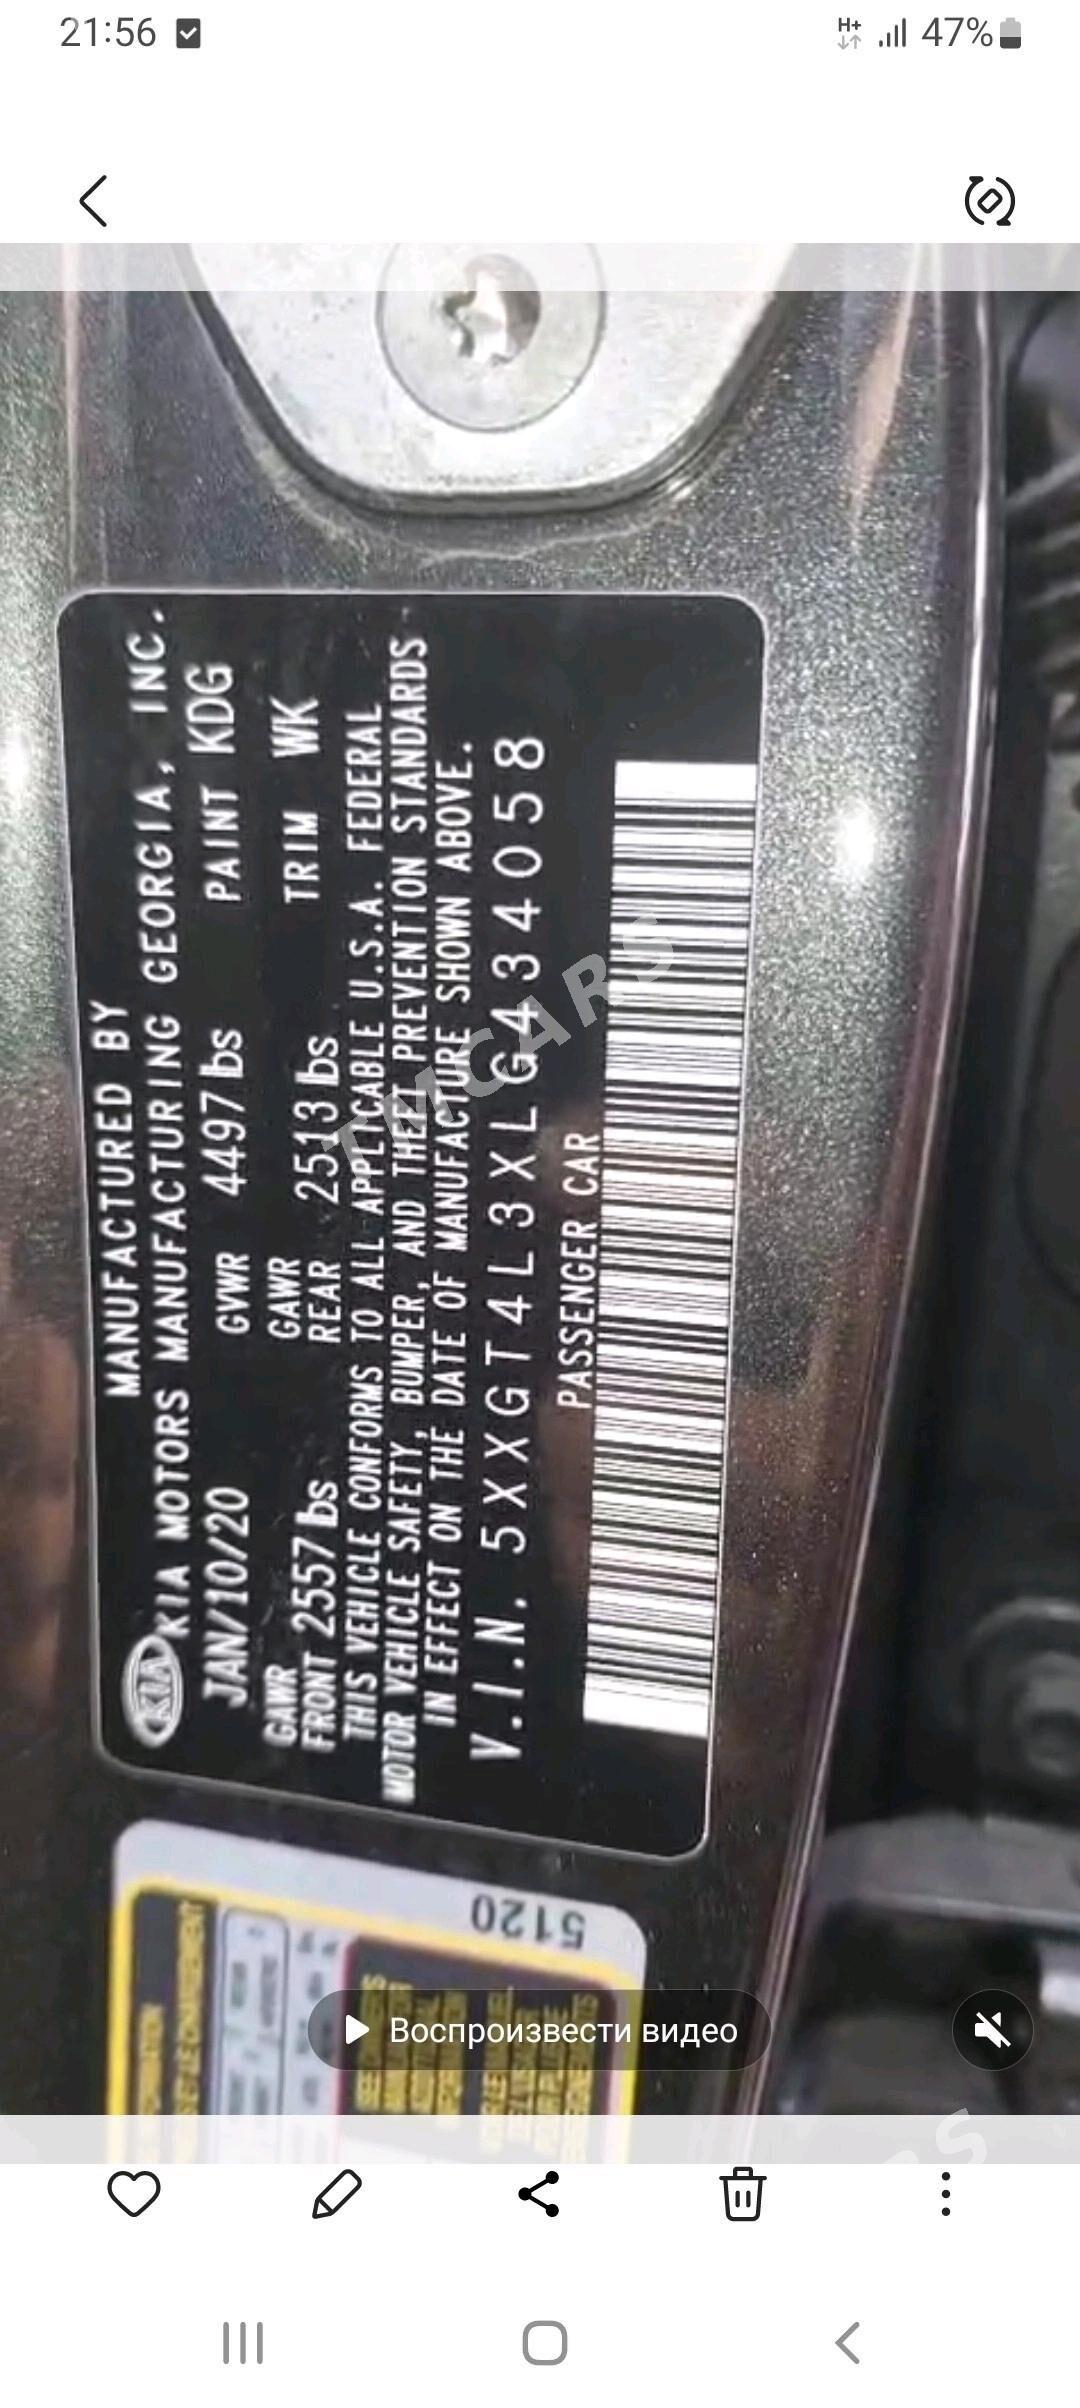 21:56
H+
47%
MANUFACTURED BY
KIA
KIA MOTORS MANUFACTURING GEORGIA, INC.
JAN/10/20 GVWR 4497lbs PAINT KDG
GAWR FRONT 2557lbs GAWR REAR 2513lbs TRIM WK
THIS VEHICLE CONFORMS TO ALL APPLICABLE U.S.A. FEDERAL
MOTOR VEHICLE SAFETY, BUMPER, AND THEFT PREVENTION STANDARDS
IN EFFECT ON THE DATE OF MANUFACTURE SHOWN ABOVE.
V.I.N. 5XXGT4L3XLG434058
PASSENGER CAR
TMCARS
5120
Воспроизвести видео